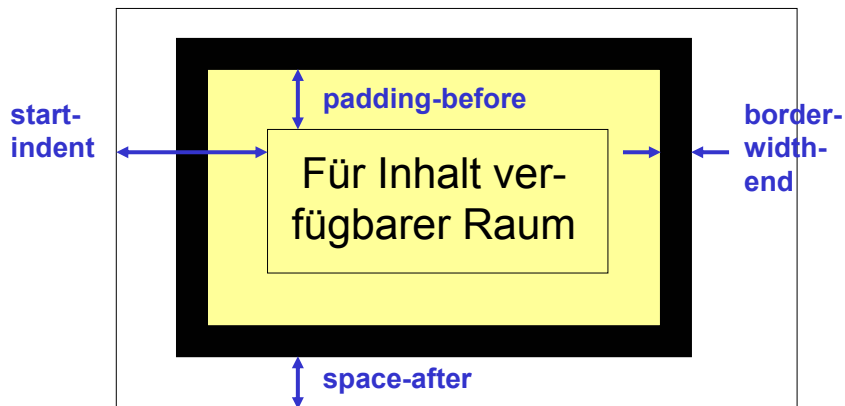 padding-before
start-
indent
border-
width-
end
Für Inhalt ver-
fügbarer Raum
space-after